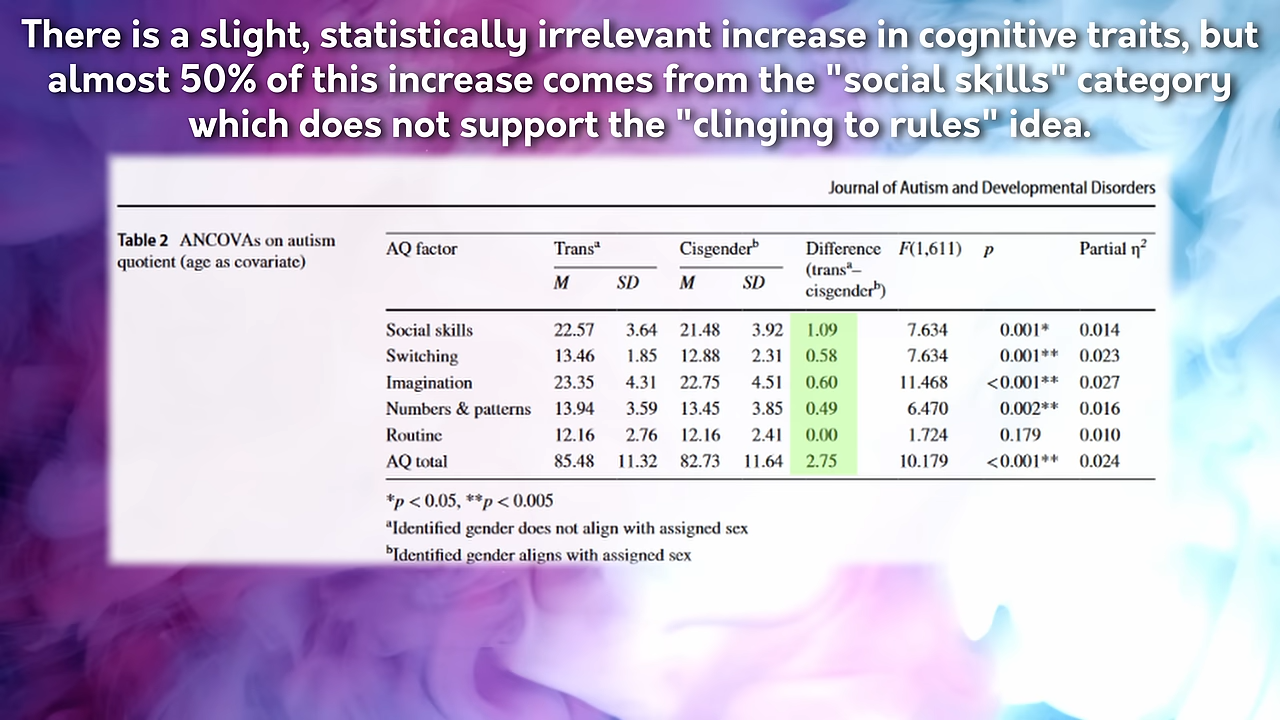 There is a slight, statistically irrelevant increase in cognitive traits, but
almost 50% of this increase comes from the "social skills" category
which does not support the "clinging to rules" idea.
Journal of Autism and Developmental Disorders
Table 2 ANCOVAs on autism
quotient (age as covariate)
AQ factor Transᵃ Cisgenderᵇ Difference F(1,611) p Partial η²
(transᵃ–
M SD M SD cisgenderᵇ)
Social skills 22.57 3.64 21.48 3.92 1.09 7.634 0.001* 0.014
Switching 13.46 1.85 12.88 2.31 0.58 7.634 0.001** 0.023
Imagination 23.35 4.31 22.75 4.51 0.60 11.468 <0.001** 0.027
Numbers & patterns 13.94 3.59 13.45 3.85 0.49 6.470 0.002** 0.016
Routine 12.16 2.76 12.16 2.41 0.00 1.724 0.179 0.010
AQ total 85.48 11.32 82.73 11.64 2.75 10.179 <0.001** 0.024
*p < 0.05, **p < 0.005
ᵃIdentified gender does not align with assigned sex
ᵇIdentified gender aligns with assigned sex